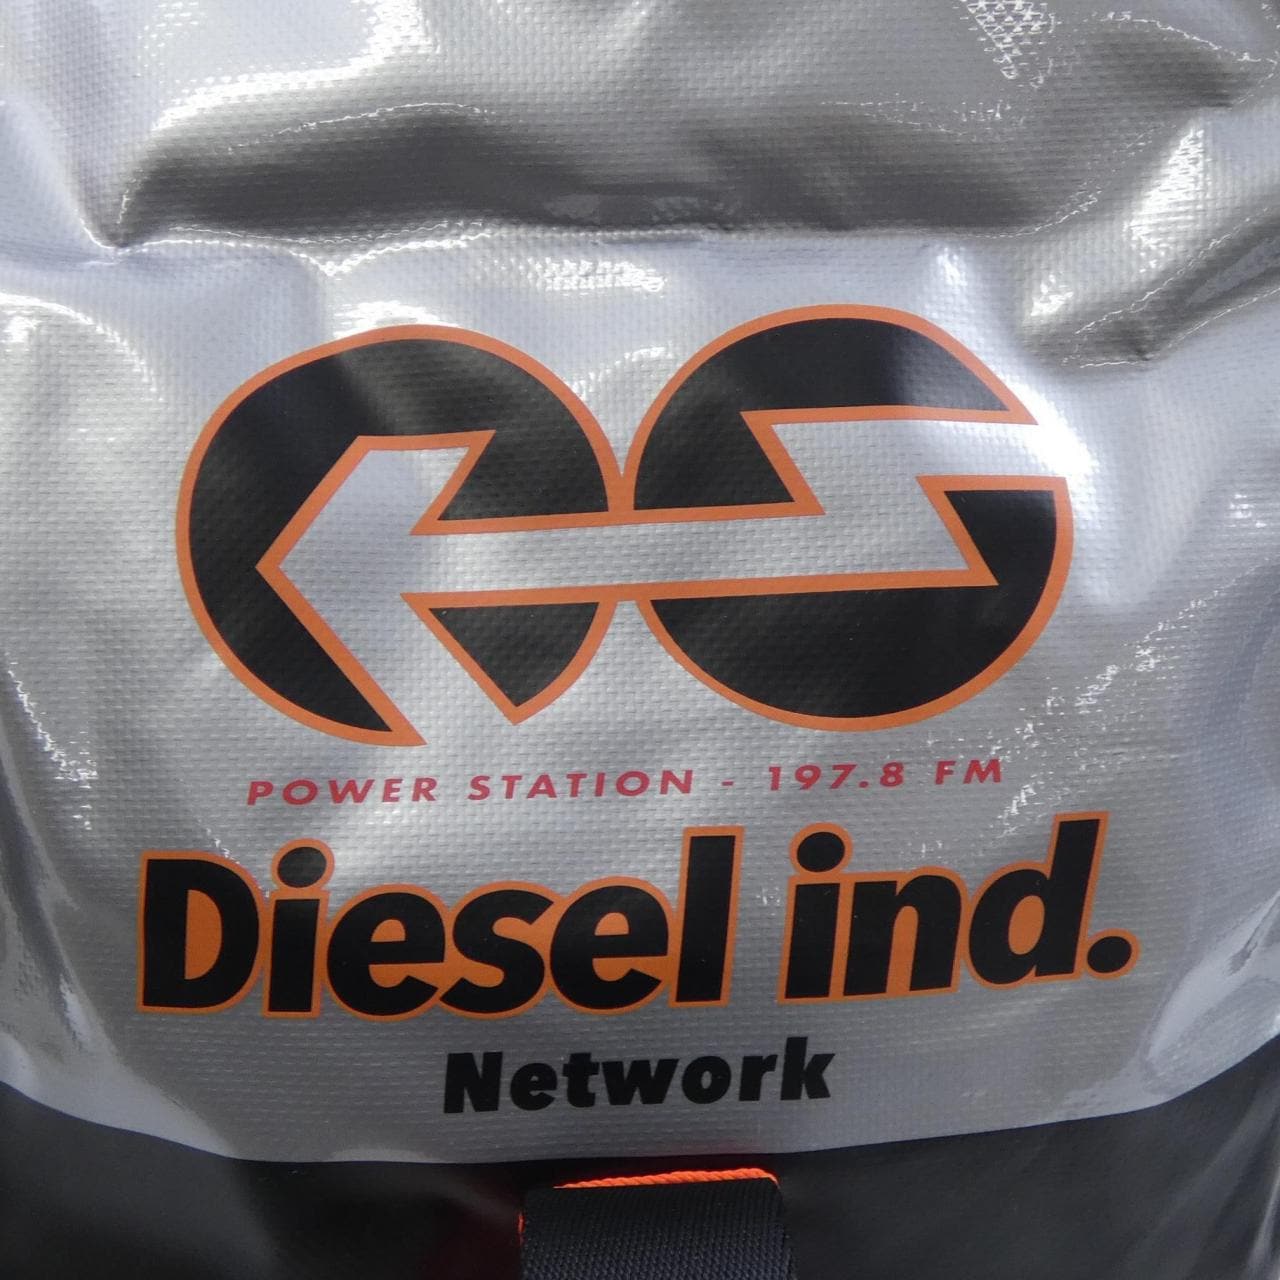 POWER STATION - 197.8 FM
Diesel ind.
Network